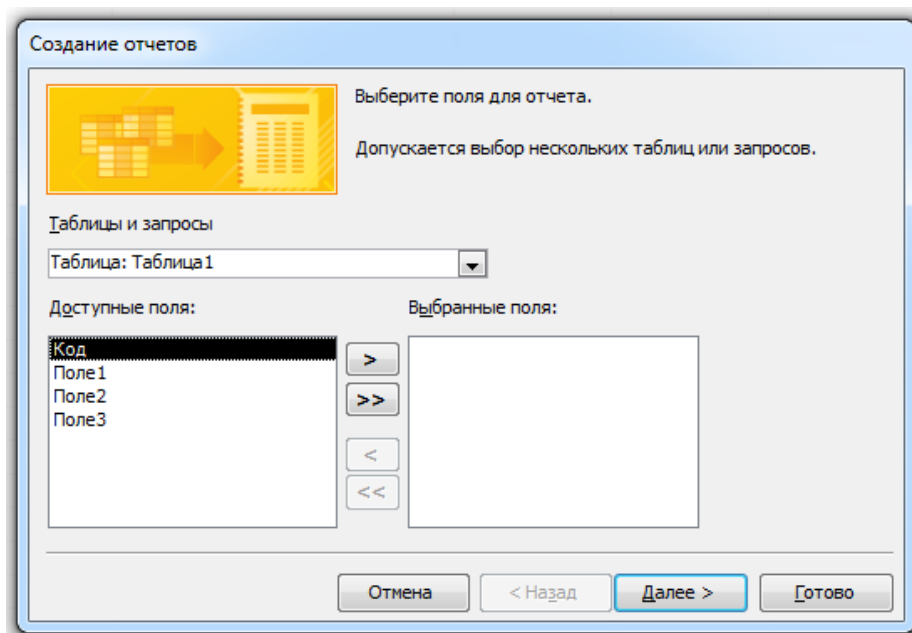 Создание отчетов
Выберите поля для отчета.
Допускается выбор нескольких таблиц или запросов.
Таблицы и запросы
Таблица: Таблица1
Доступные поля:
Выбранные поля:
Код
Поле1
Поле2
Поле3
>
>>
<
<<
Отмена
< Назад
Далее >
Готово